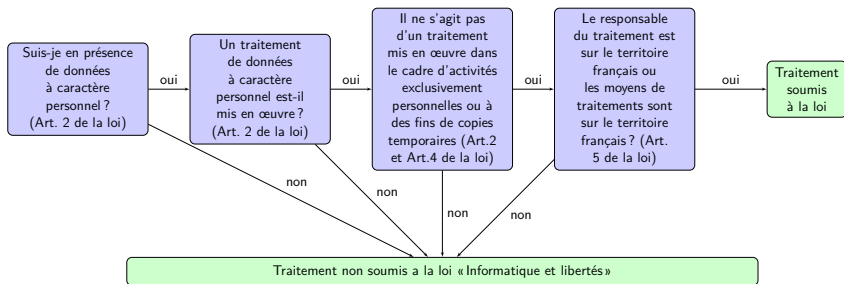 Suis-je en présence
de données
à caractère
personnel ?
(Art. 2 de la loi)
oui
Un traitement
de données
à caractère
personnel est-il
mis en œuvre ?
(Art. 2 de la loi)
oui
Il ne s'agit pas
d'un traitement
mis en œuvre dans
le cadre d'activités
exclusivement
personnelles ou à
des fins de copies
temporaires (Art.2
et Art.4 de la loi)
oui
Le responsable
du traitement est
sur le territoire
français ou
les moyens de
traitements sont
sur le territoire
français ? (Art.
5 de la loi)
oui
Traitement
soumis
à la loi
non
non
non
non
Traitement non soumis a la loi « Informatique et libertés »